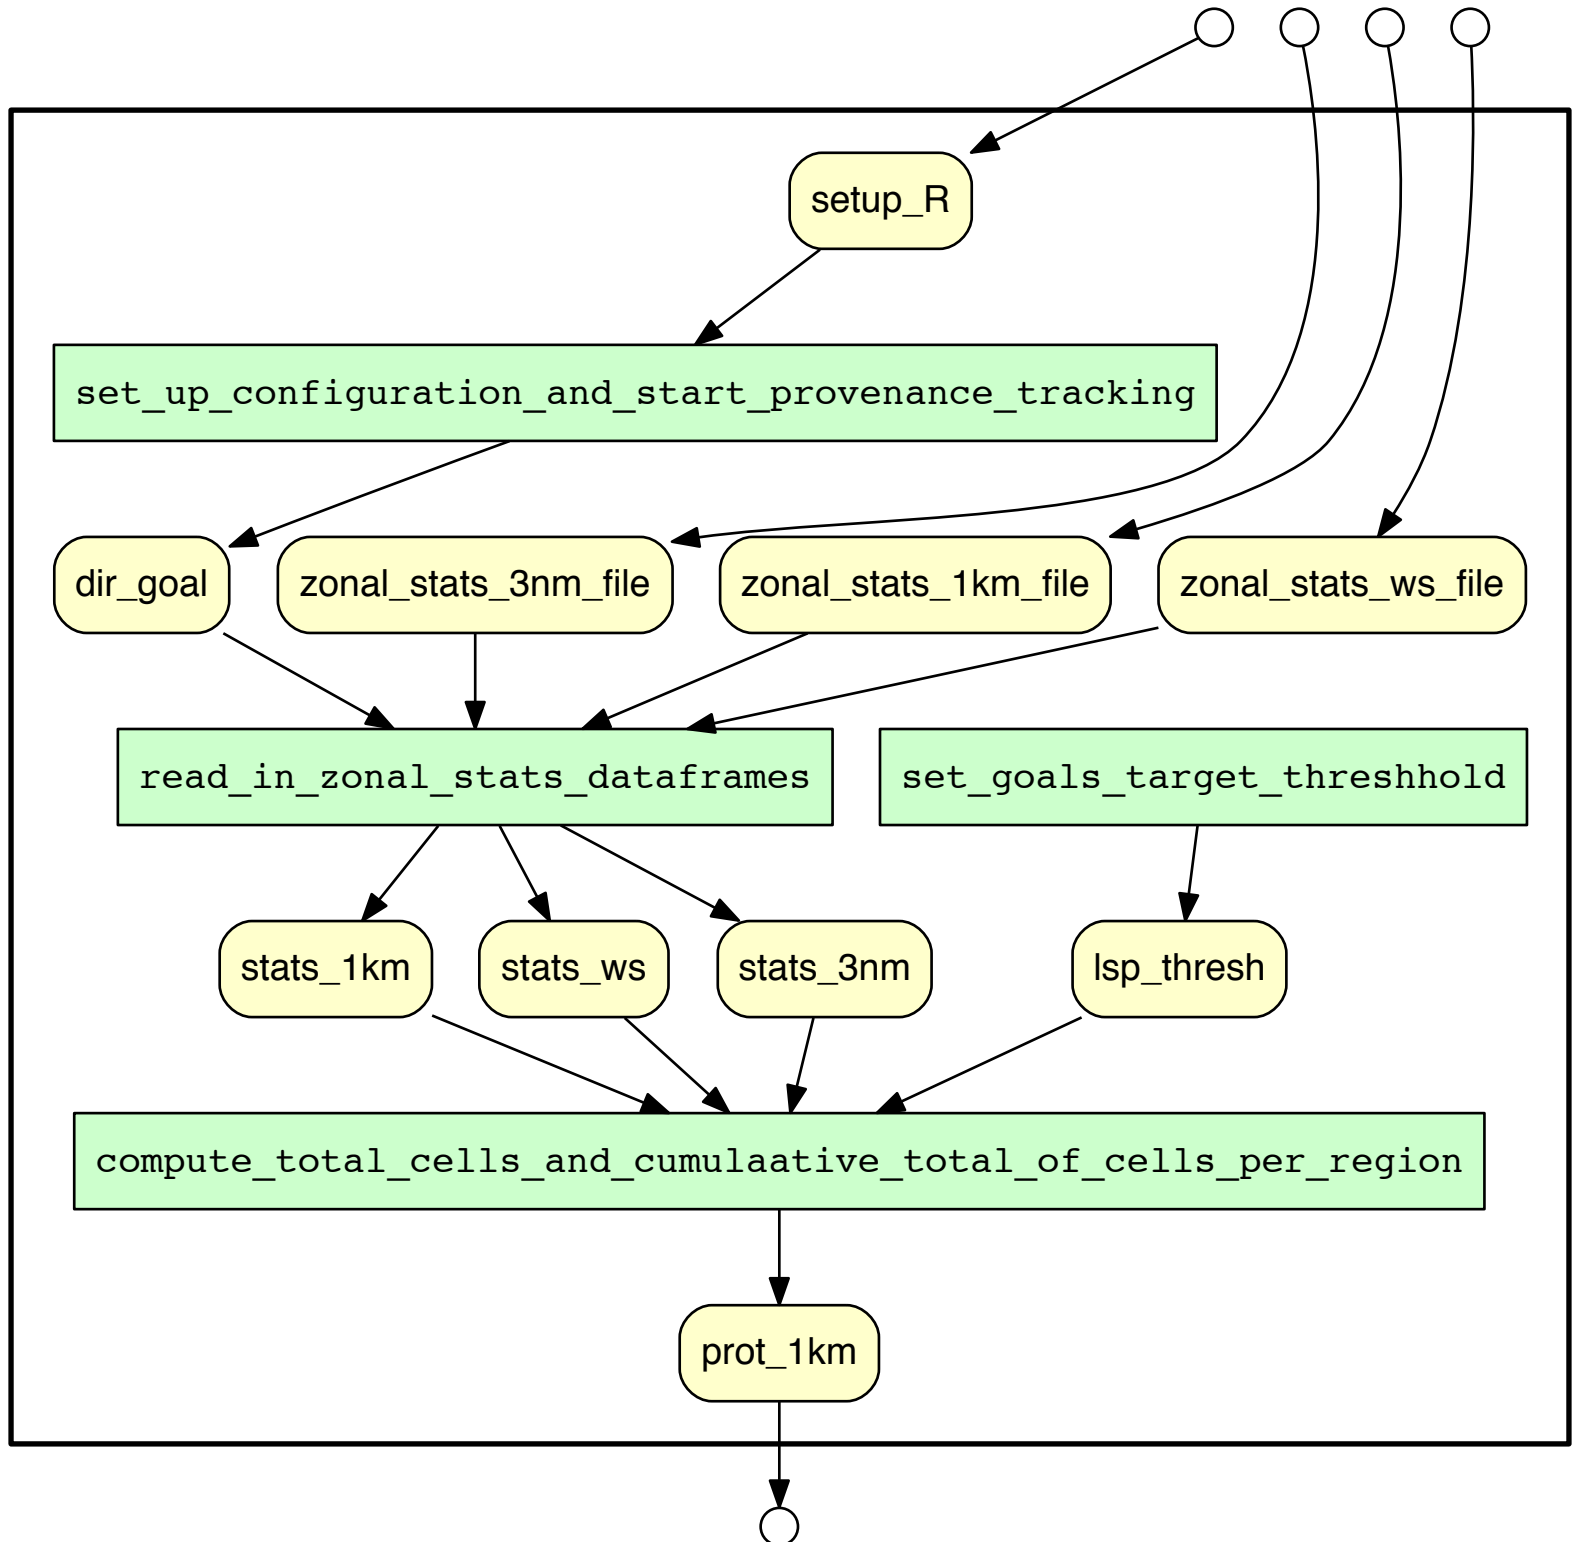 setup_R
set_up_configuration_and_start_provenance_tracking
dir_goal
zonal_stats_3nm_file
zonal_stats_1km_file
zonal_stats_ws_file
read_in_zonal_stats_dataframes
set_goals_target_threshhold
stats_1km
stats_ws
stats_3nm
lsp_thresh
compute_total_cells_and_cumulaative_total_of_cells_per_region
prot_1km